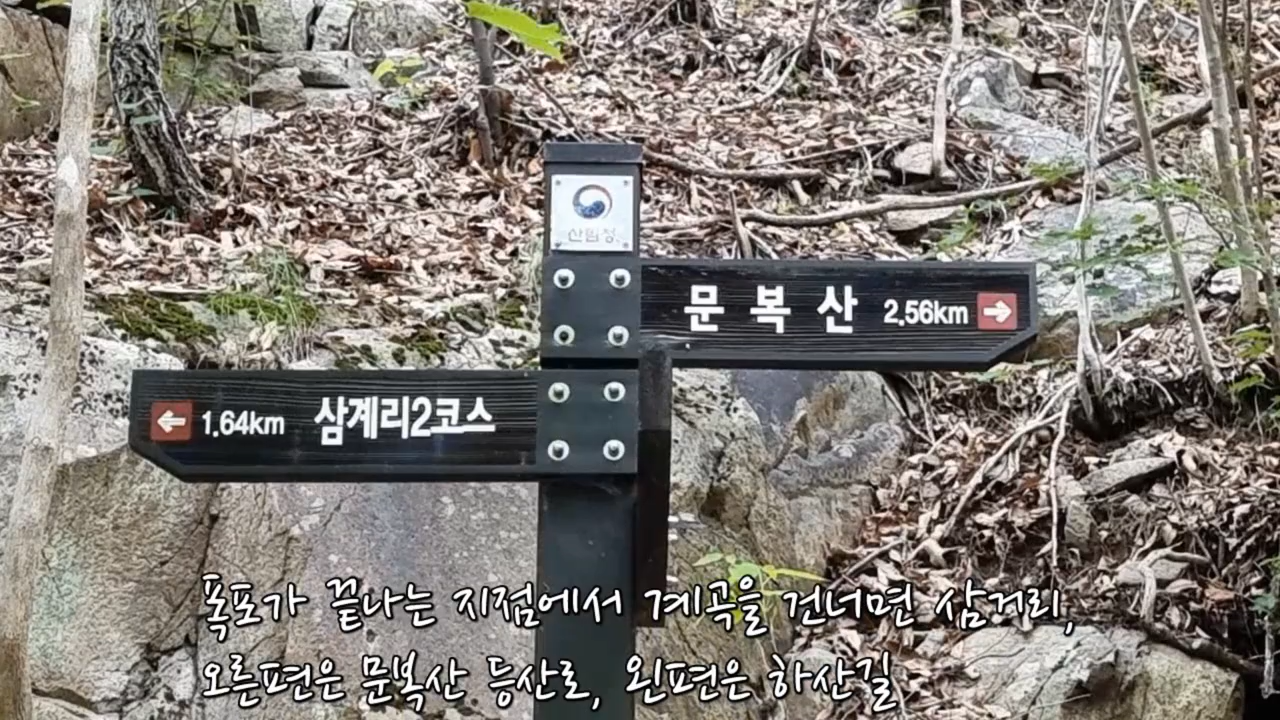 산림청
문복산 2.56km
1.64km 삼계리2코스
폭포가 끝나는 지점에서 계곡을 건너면 삼거리,
오른편은 문복산 등산로, 왼편은 하산길